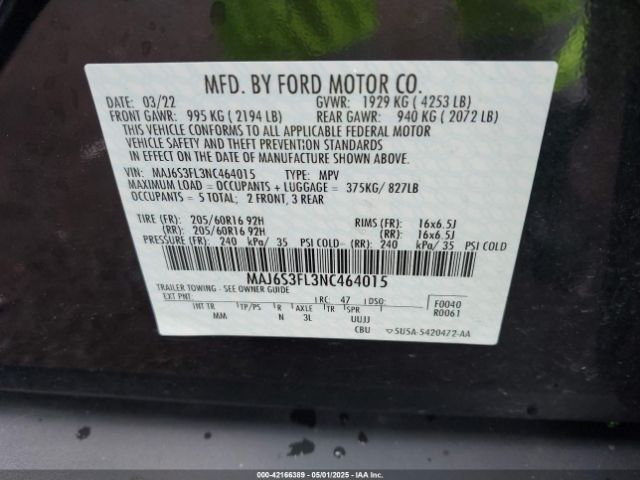 MFD. BY FORD MOTOR CO.
DATE: 03/22 GVWR: 1929 KG ( 4253 LB)
FRONT GAWR: 995 KG ( 2194 LB) REAR GAWR: 940 KG ( 2072 LB)
THIS VEHICLE CONFORMS TO ALL APPLICABLE FEDERAL MOTOR
VEHICLE SAFETY AND THEFT PREVENTION STANDARDS
IN EFFECT ON THE DATE OF MANUFACTURE SHOWN ABOVE.
VIN: MAJ6S3FL3NC464015 TYPE: MPV
MAXIMUM LOAD = OCCUPANTS + LUGGAGE = 375KG/ 827LB
OCCUPANTS = 5 TOTAL; 2 FRONT, 3 REAR
TIRE (FR): 205/60R16 92H RIMS (FR): 16x6.5J
(RR): 205/60R16 92H (RR): 16x6.5J
PRESSURE (FR): 240 kPa/ 35 PSI COLD (RR): 240 kPa/ 35 PSI COLD
MAJ6S3FL3NC464015
TRAILER TOWING - SEE OWNER GUIDE
EXT PNT: RC: 47 DSO: F0040
INT TR TP/PS R AXLE TR SPR R0061
MM N 3L UUJJ
CBU SU5A-5420472-AA
000-42166389 - 05/01/2025 - IAAHQCA